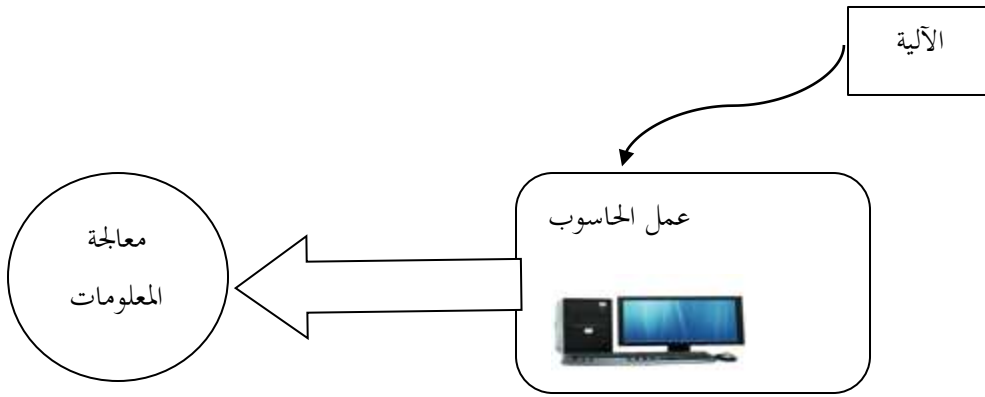 الآلية
عمل الحاسوب
معالجة
المعلومات